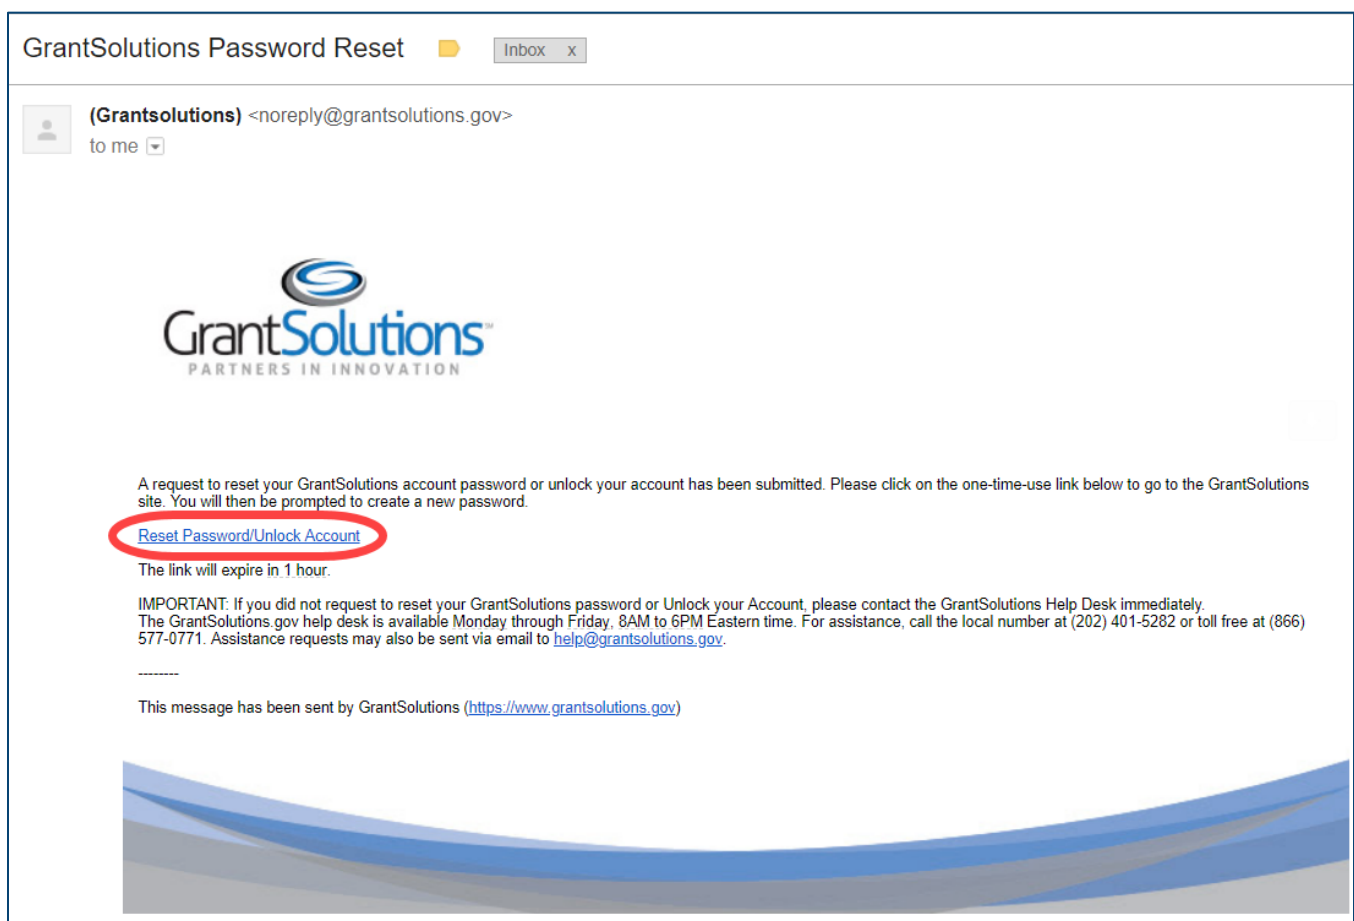 GrantSolutions Password Reset
Inbox x
(Grantsolutions) <noreply@grantsolutions.gov>
to me
GrantSolutions™
PARTNERS IN INNOVATION
A request to reset your GrantSolutions account password or unlock your account has been submitted. Please click on the one-time-use link below to go to the GrantSolutions
site. You will then be prompted to create a new password.
Reset Password/Unlock Account
The link will expire in 1 hour.
IMPORTANT: If you did not request to reset your GrantSolutions password or Unlock your Account, please contact the GrantSolutions Help Desk immediately.
The GrantSolutions.gov help desk is available Monday through Friday, 8AM to 6PM Eastern time. For assistance, call the local number at (202) 401-5282 or toll free at (866)
577-0771. Assistance requests may also be sent via email to help@grantsolutions.gov.
--------
This message has been sent by GrantSolutions (https://www.grantsolutions.gov)